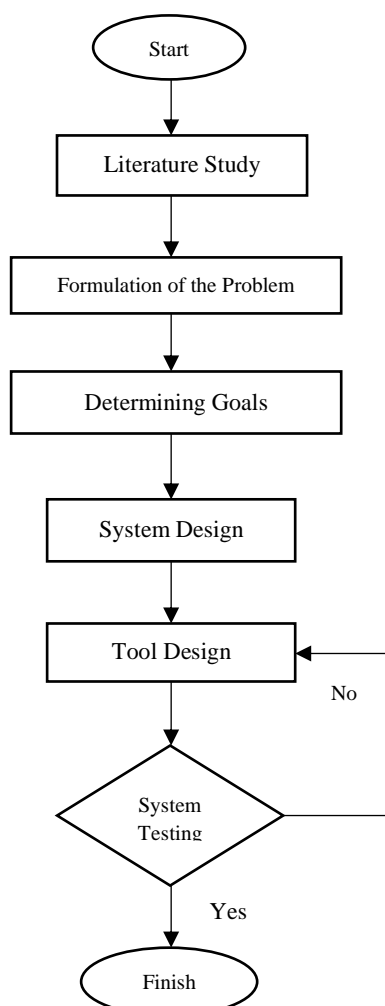 Start
Literature Study
Formulation of the Problem
Determining Goals
System Design
Tool Design
No
System
Testing
Yes
Finish